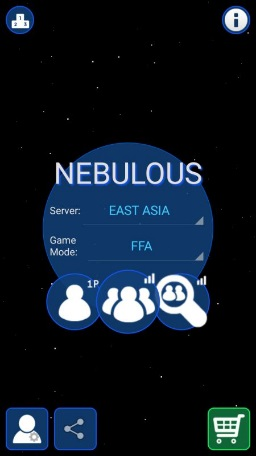 NEBULOUS
Server: EAST ASIA
Game
Mode: FFA
1P